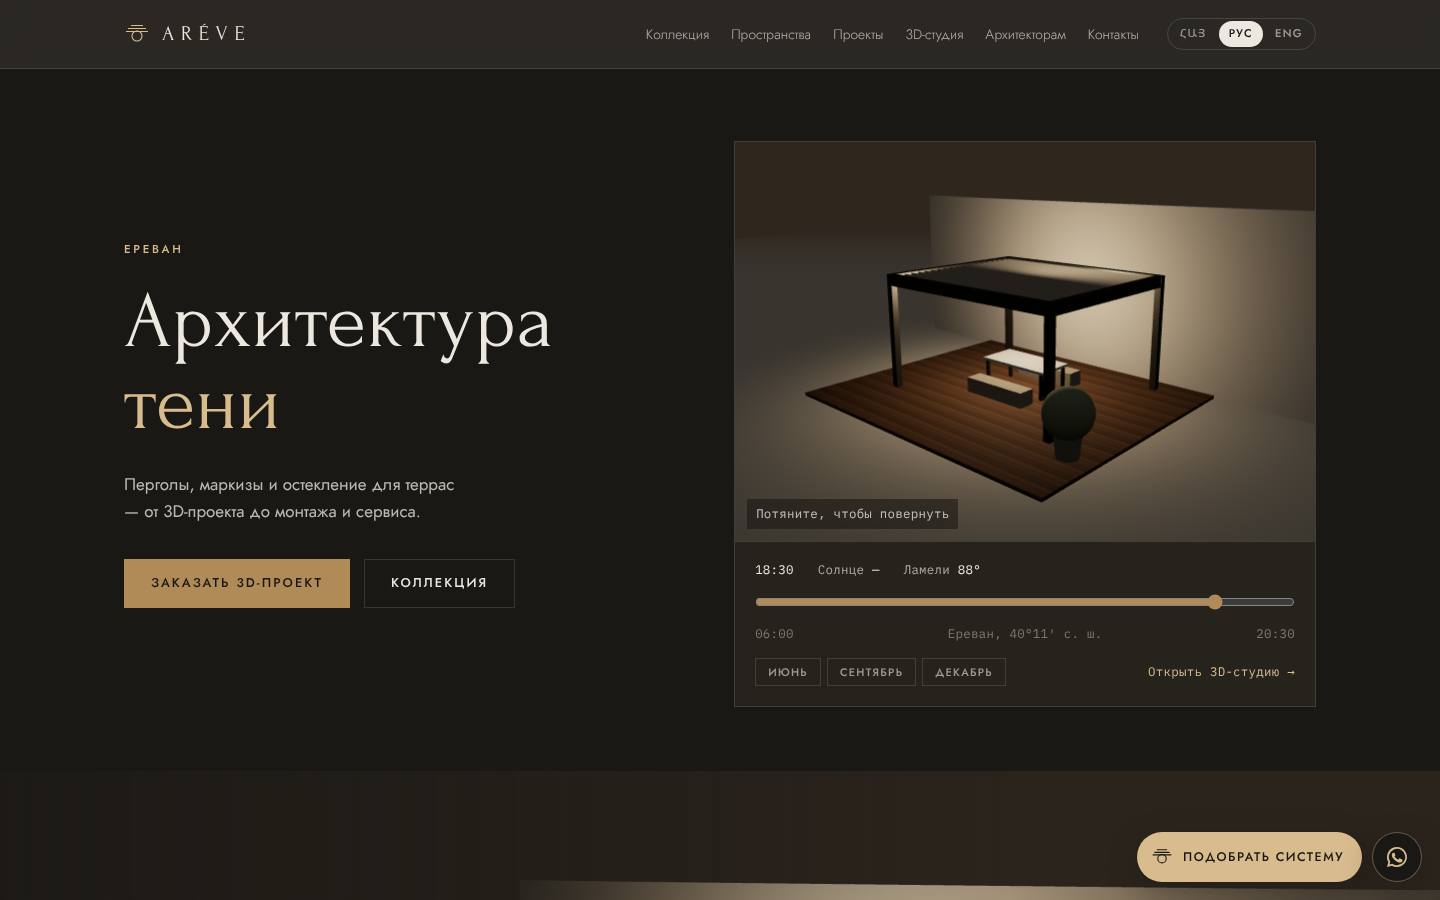 ARÉVE
Коллекция
Пространства
Проекты
3D-студия
Архитекторам
Контакты
ՀԱՅ
РУС
ENG
ЕРЕВАН
Архитектура
тени
Перголы, маркизы и остекление для террас
— от 3D-проекта до монтажа и сервиса.
ЗАКАЗАТЬ 3D-ПРОЕКТ
КОЛЛЕКЦИЯ
Потяните, чтобы повернуть
18:30 Солнце — Ламели 88°
06:00 Ереван, 40°11′ с. ш. 20:30
ИЮНЬ
СЕНТЯБРЬ
ДЕКАБРЬ
Открыть 3D-студию →
ПОДОБРАТЬ СИСТЕМУ